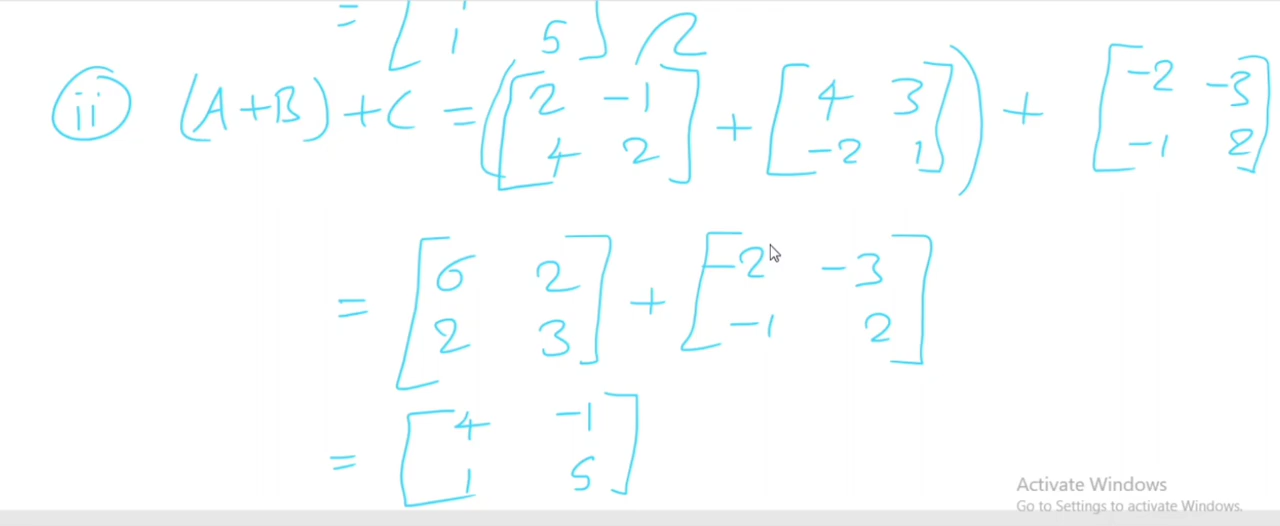 = [ 1 5 ]
(ii) (A+B)+C = ([2 -1
4 2] + [4 3
-2 1]) + [-2 -3
-1 2]
= [6 2
2 3] + [-2 -3
-1 2]
= [4 -1
1 5]
Activate Windows
Go to Settings to activate Windows.